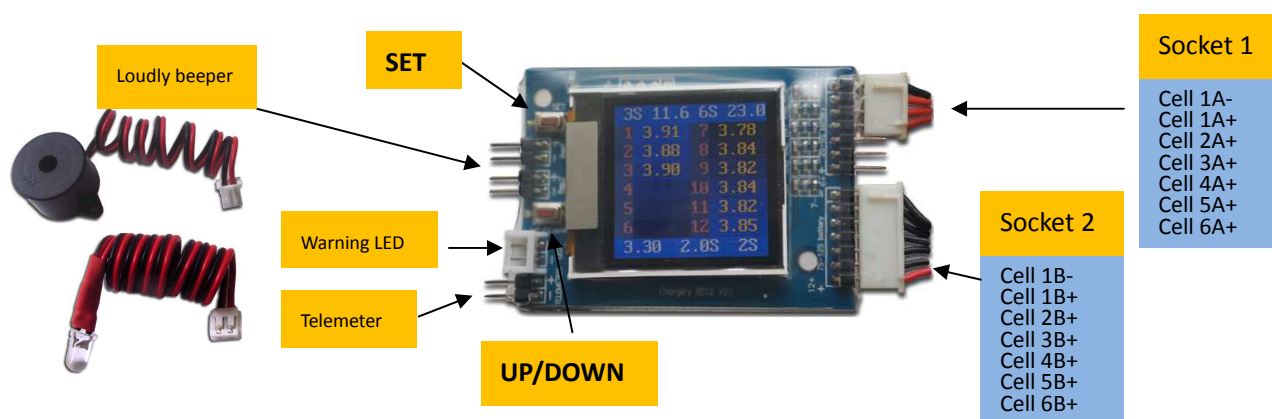 Loudly beeper
SET
Socket 1
Cell 1A-
Cell 1A+
Cell 2A+
Cell 3A+
Cell 4A+
Cell 5A+
Cell 6A+
3S 11.6 6S 23.0
1 3.91 7 3.78
2 3.88 8 3.84
3 3.90 9 3.82
4 10 3.84
5 11 3.82
6 12 3.85
3.30 2.0S 2S
Warning LED
Telemeter
UP/DOWN
Socket 2
Cell 1B-
Cell 1B+
Cell 2B+
Cell 3B+
Cell 4B+
Cell 5B+
Cell 6B+
12+